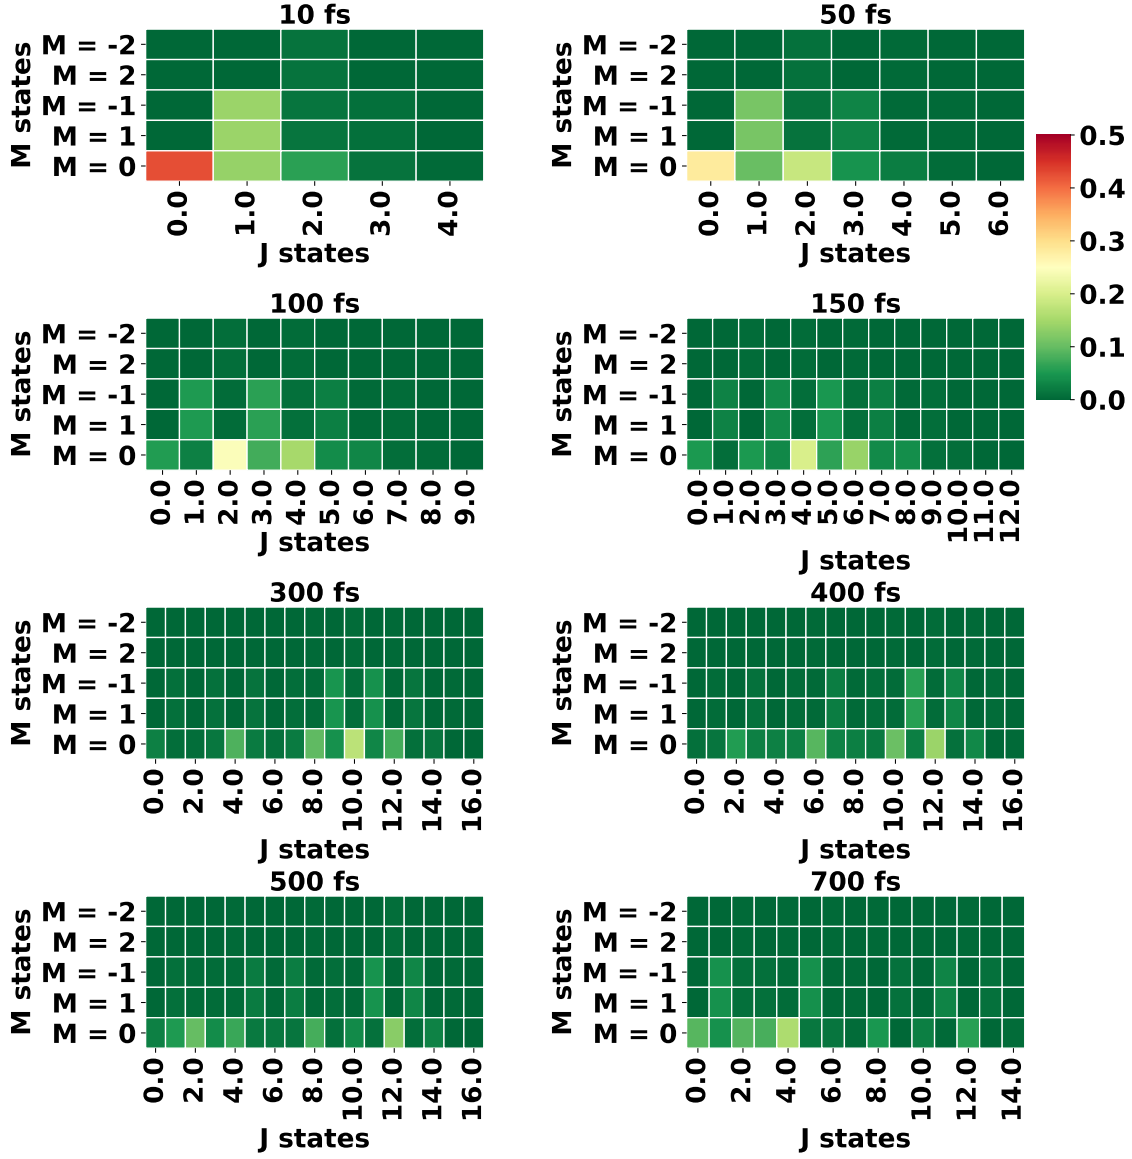 10 fs
M states
M = -2
M = 2
M = -1
M = 1
M = 0
0.0 1.0 2.0 3.0 4.0
J states
50 fs
M states
M = -2
M = 2
M = -1
M = 1
M = 0
0.0 1.0 2.0 3.0 4.0 5.0 6.0
J states
0.5
0.4
0.3
0.2
0.1
0.0
100 fs
M states
M = -2
M = 2
M = -1
M = 1
M = 0
0.0 1.0 2.0 3.0 4.0 5.0 6.0 7.0 8.0 9.0
J states
150 fs
M states
M = -2
M = 2
M = -1
M = 1
M = 0
0.0 1.0 2.0 3.0 4.0 5.0 6.0 7.0 8.0 9.0 10.0 11.0 12.0
J states
300 fs
M states
M = -2
M = 2
M = -1
M = 1
M = 0
0.0 2.0 4.0 6.0 8.0 10.0 12.0 14.0 16.0
J states
400 fs
M states
M = -2
M = 2
M = -1
M = 1
M = 0
0.0 2.0 4.0 6.0 8.0 10.0 12.0 14.0 16.0
J states
500 fs
M states
M = -2
M = 2
M = -1
M = 1
M = 0
0.0 2.0 4.0 6.0 8.0 10.0 12.0 14.0 16.0
J states
700 fs
M states
M = -2
M = 2
M = -1
M = 1
M = 0
0.0 2.0 4.0 6.0 8.0 10.0 12.0 14.0
J states